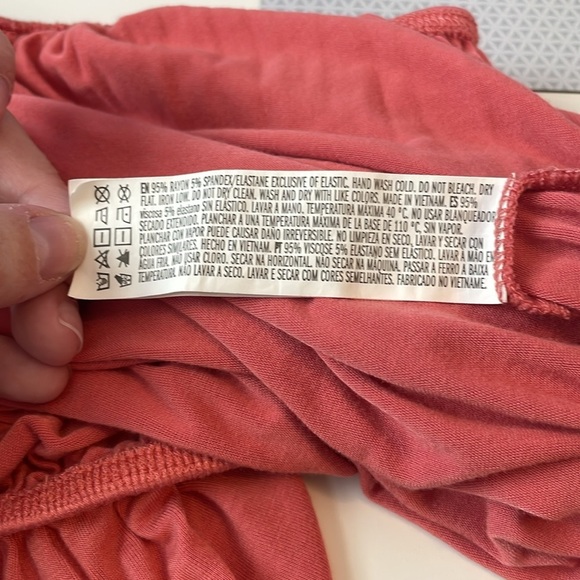 EN 95% RAYON 5% SPANDEX/ELASTANE EXCLUSIVE OF ELASTIC. HAND WASH COLD. DO NOT BLEACH. DRY
FLAT. IRON LOW. DO NOT DRY CLEAN. WASH AND DRY WITH LIKE COLORS. MADE IN VIETNAM. ES 95%
viscosa 5% elastano SIN ELÁSTICO. LAVAR A MANO. TEMPERATURA MÁXIMA 40 °C. NO USAR BLANQUEADOR.
SECADO EXTENDIDO. PLANCHAR A UNA TEMPERATURA MÁXIMA DE LA BASE DE 110 °C, SIN VAPOR.
PLANCHAR CON VAPOR PUEDE CAUSAR DAÑO IRREVERSIBLE. NO LIMPIEZA EN SECO. LAVAR Y SECAR CON
COLORES SIMILARES. HECHO EN VIETNAM. PT 95% VISCOSE 5% ELASTANO SEM ELÁSTICO. LAVAR À MÃO EM
ÁGUA FRIA. NÃO USAR CLORO. SECAR NA HORIZONTAL. NÃO SECAR NA MÁQUINA. PASSAR A FERRO A BAIXA
TEMPERATURA. NÃO LAVAR A SECO. LAVAR E SECAR COM CORES SEMELHANTES. FABRICADO NO VIETNAME.